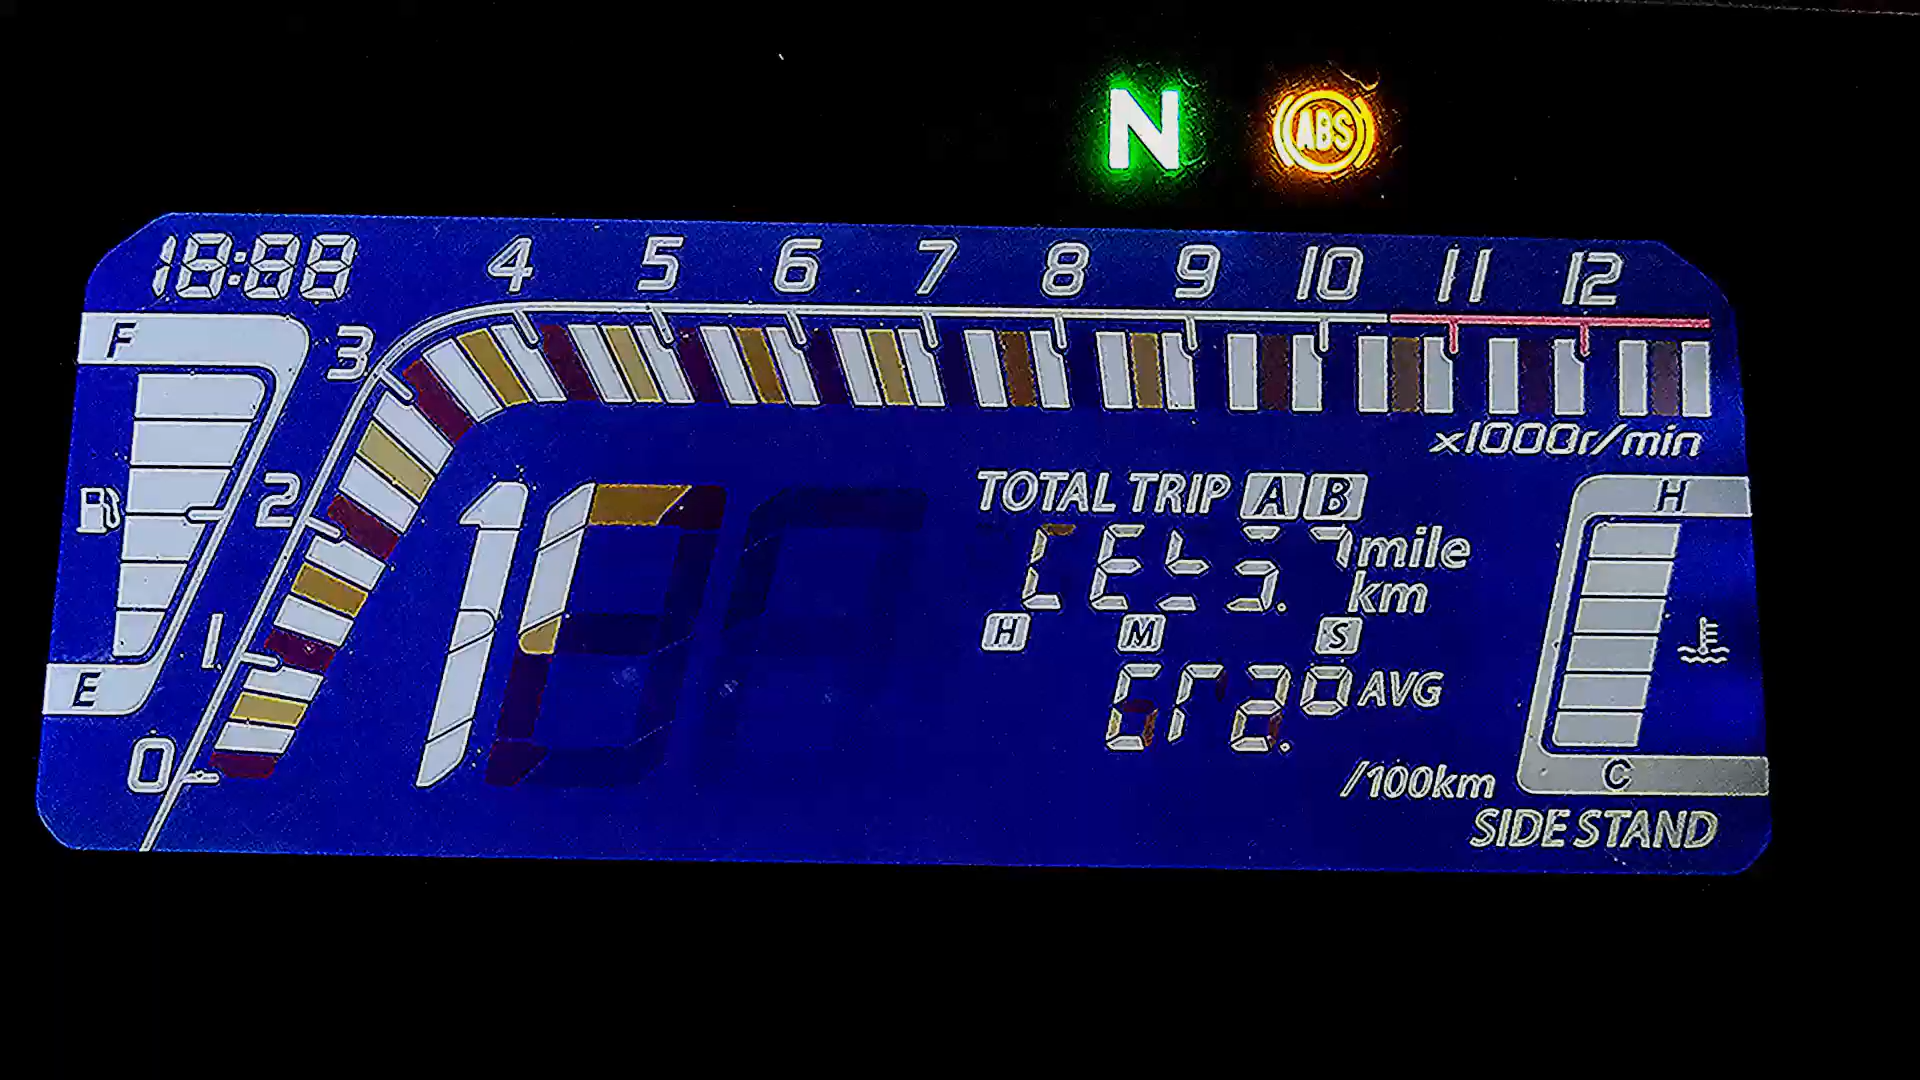 N ABS
18:88 4 5 6 7 8 9 10 11 12
F 3
x1000r/min
2 TOTAL TRIP A B H
mile
km
1 H M S
E AVG
0 /100km C
SIDE STAND